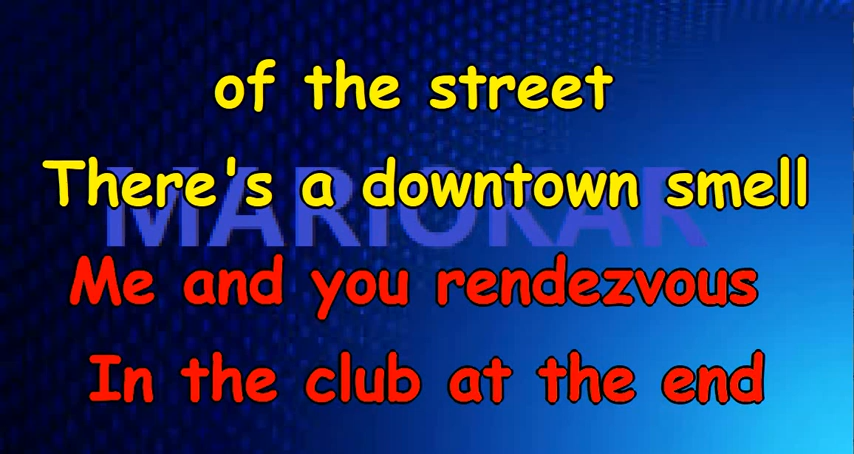 of the street
There's a downtown smell
MARIOKAR
Me and you rendezvous
In the club at the end